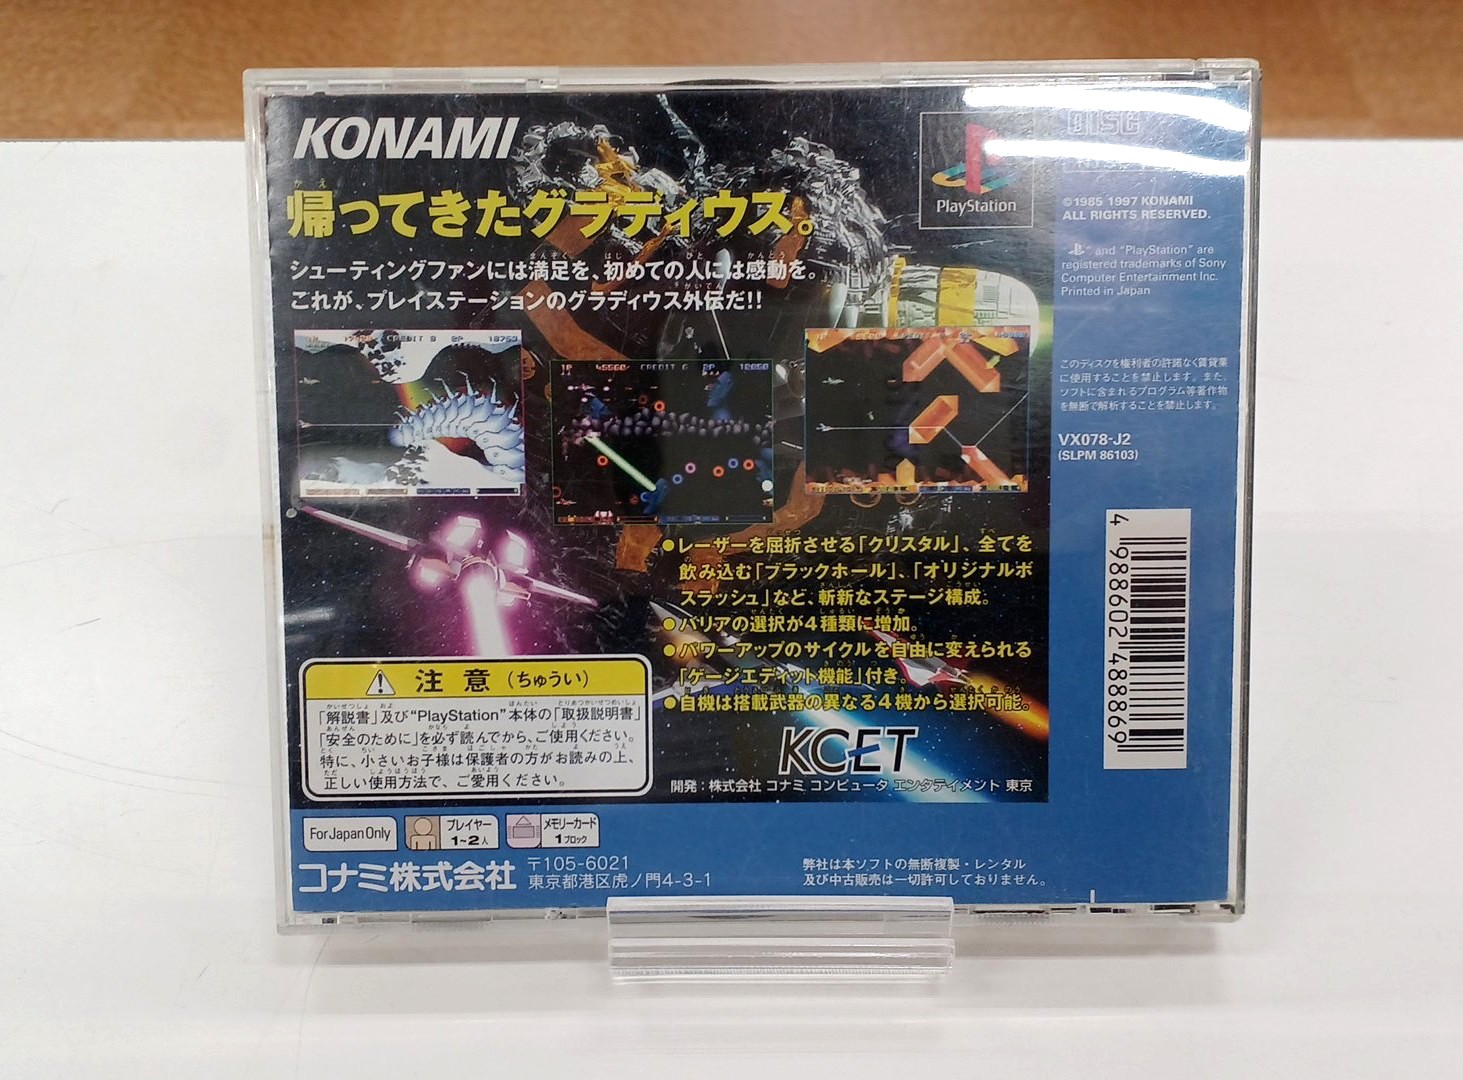 KONAMI
帰ってきたグラディウス。
シューティングファンには満足を、初めての人には感動を。
これが、プレイステーションのグラディウス外伝だ!!
CREDIT 9 2P
1P 45560 CREDIT 6 2P 10050
●レーザーを屈折させる「クリスタル」、全てを
飲み込む「ブラックホール」、「オリジナルボ
スラッシュ」など、斬新なステージ構成。
●バリアの選択が4種類に増加。
●パワーアップのサイクルを自由に変えられる
「ゲージエディット機能」付き。
●自機は搭載武器の異なる4機から選択可能。
KCET
開発：株式会社 コナミ コンピュータ エンタテイメント 東京
注 意 (ちゅうい)
「解説書」及び"PlayStation"本体の「取扱説明書」
「安全のために」を必ず読んでから、ご使用ください。
特に、小さいお子様は保護者の方がお読みの上、
正しい使用方法で、ご愛用ください。
For Japan Only
プレイヤー
1~2人
メモリーカード
1ブロック
コナミ株式会社
〒105-6021
東京都港区虎ノ門4-3-1
弊社は本ソフトの無断複製・レンタル
及び中古販売は一切許可しておりません。
PlayStation
DISC
©1985 1997 KONAMI
ALL RIGHTS RESERVED.
" and "PlayStation" are
registered trademarks of Sony
Computer Entertainment Inc.
Printed in Japan
このディスクを権利者の許諾なく賃貸業
に使用することを禁止します。また、
ソフトに含まれるプログラム等著作物
を無断で解析することを禁止します。
VX078-J2
(SLPM 86103)
4 988602 488869